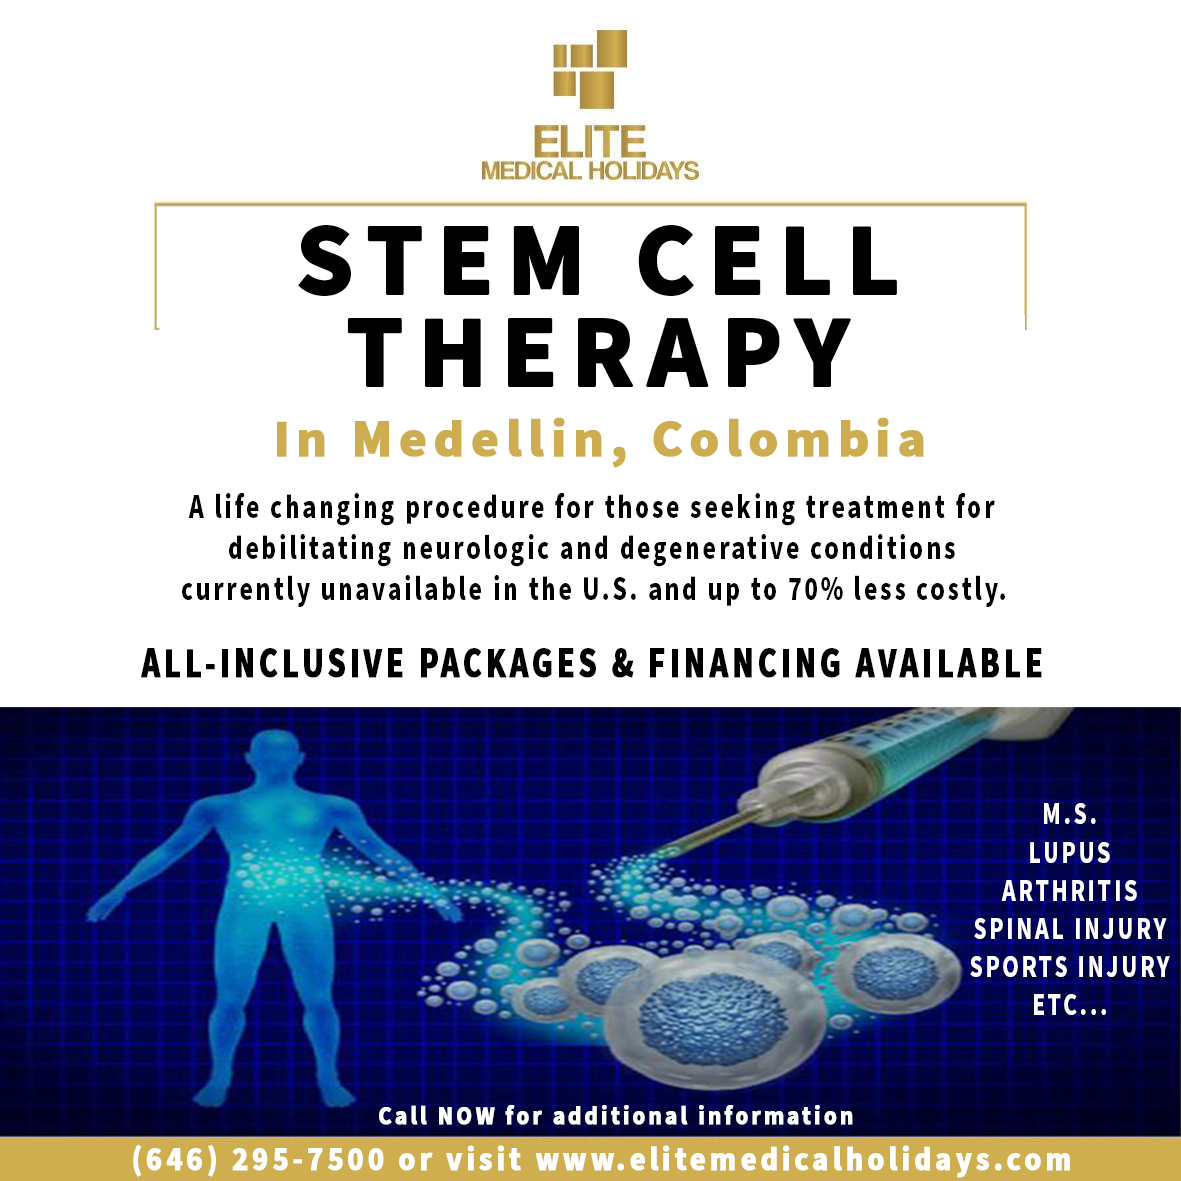 ELITE
MEDICAL HOLIDAYS
STEM CELL
THERAPY
In Medellin, Colombia
A life changing procedure for those seeking treatment for
debilitating neurologic and degenerative conditions
currently unavailable in the U.S. and up to 70% less costly.
ALL-INCLUSIVE PACKAGES & FINANCING AVAILABLE
M.S.
LUPUS
ARTHRITIS
SPINAL INJURY
SPORTS INJURY
ETC...
Call NOW for additional information
(646) 295-7500 or visit www.elitemedicalholidays.com